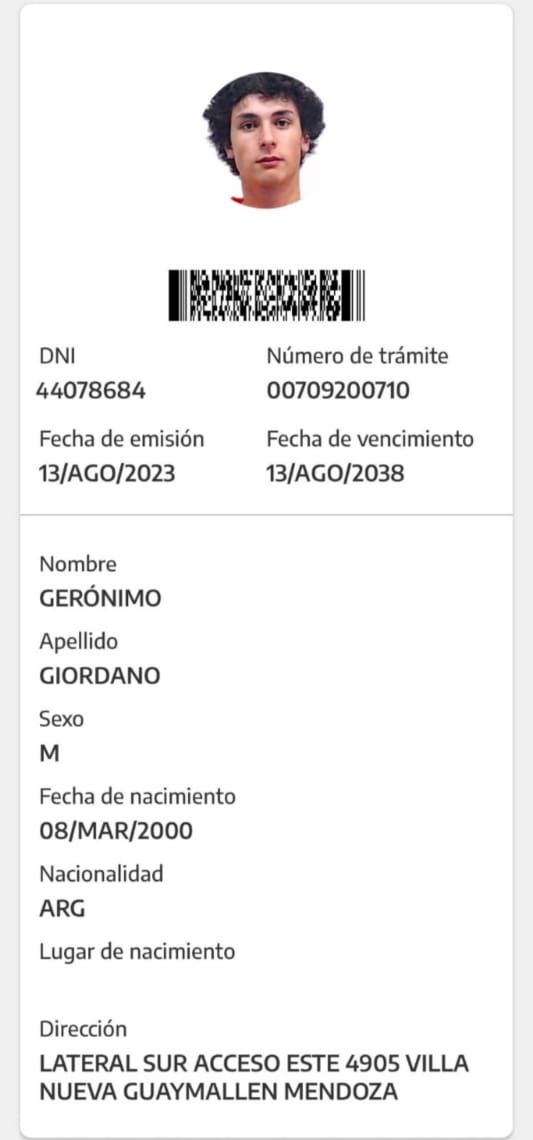 DNI
Número de trámite
44078684
00709200710
Fecha de emisión
Fecha de vencimiento
13/AGO/2023
13/AGO/2038
Nombre
GERÓNIMO
Apellido
GIORDANO
Sexo
M
Fecha de nacimiento
08/MAR/2000
Nacionalidad
ARG
Lugar de nacimiento
Dirección
LATERAL SUR ACCESO ESTE 4905 VILLA
NUEVA GUAYMALLEN MENDOZA